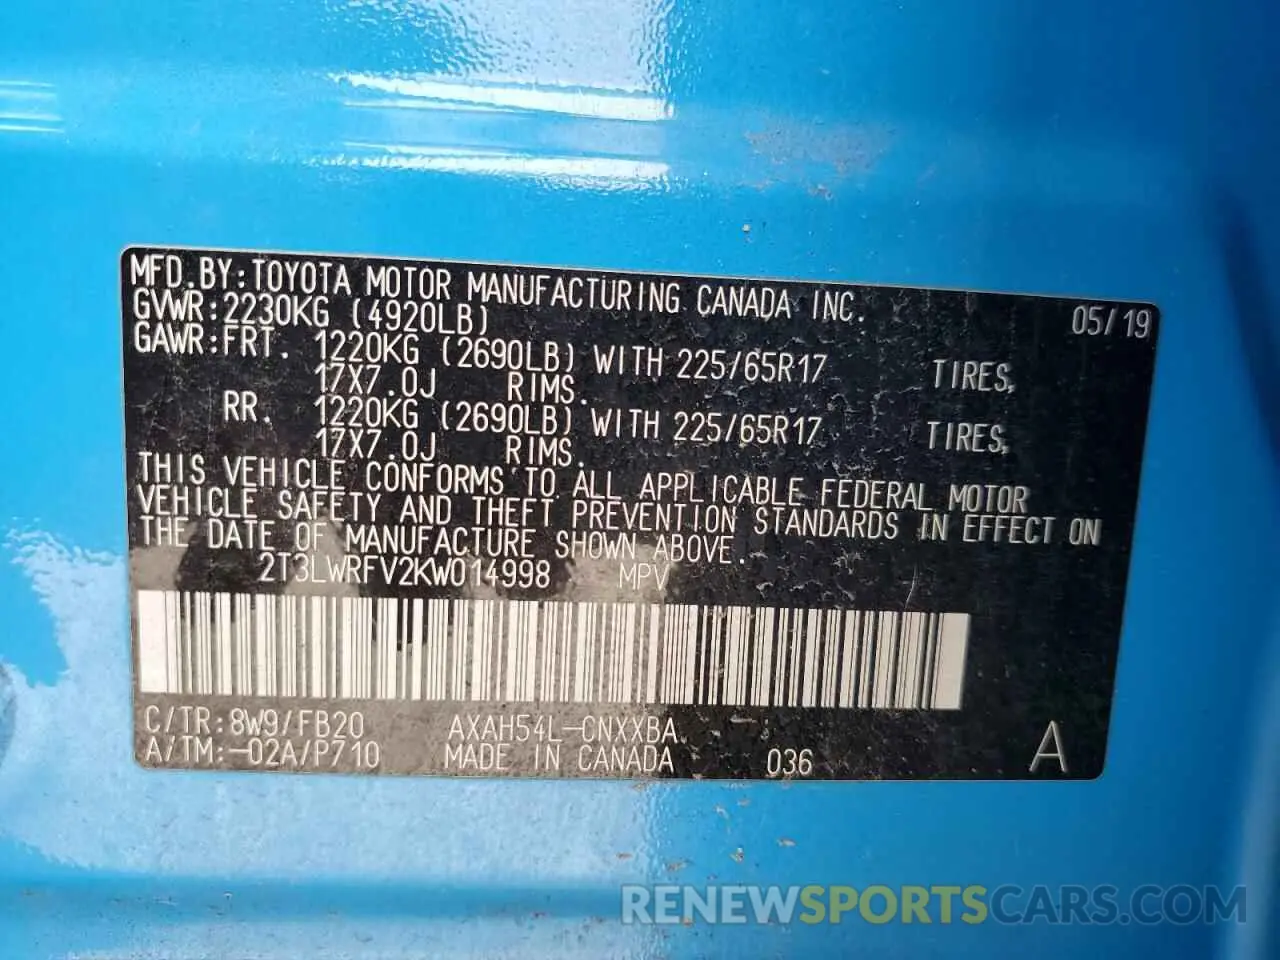 MFD.BY:TOYOTA MOTOR MANUFACTURING CANADA INC. 05/19
GVWR:2230KG (4920LB)
GAWR:FRT. 1220KG (2690LB) WITH 225/65R17 TIRES,
17X7.0J RIMS.
RR. 1220KG (2690LB) WITH 225/65R17 TIRES,
17X7.0J RIMS.
THIS VEHICLE CONFORMS TO ALL APPLICABLE FEDERAL MOTOR
VEHICLE SAFETY AND THEFT PREVENTION STANDARDS IN EFFECT ON
THE DATE OF MANUFACTURE SHOWN ABOVE.
2T3LWRFV2KW014998 MPV
C/TR:8W9/FB20 AXAH54L-CNXXBA
A/TM:-02A/P710 MADE IN CANADA 036 A
RENEWSPORTSCARS.COM